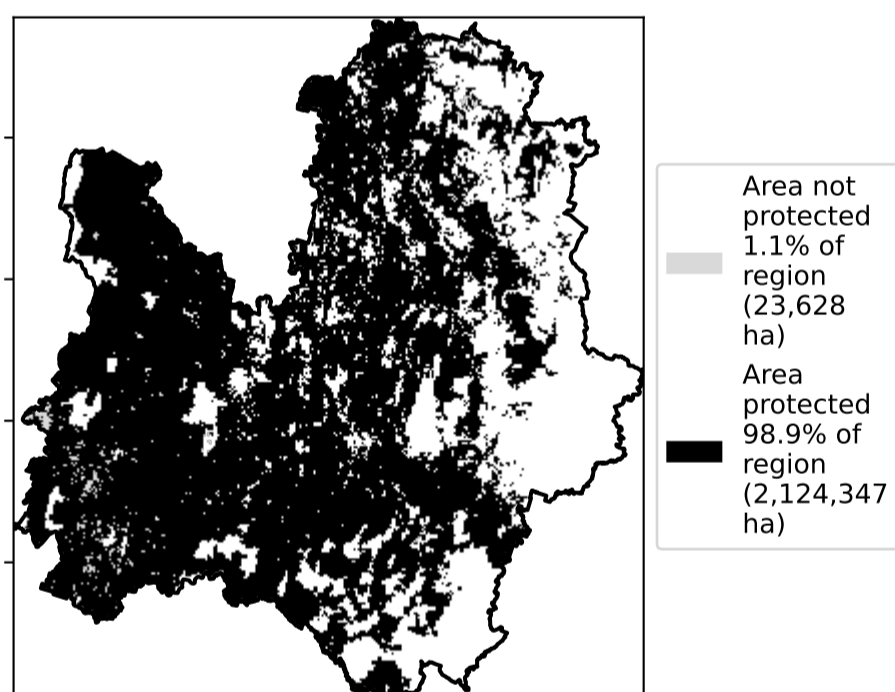 Area not
protected
1.1% of
region
(23,628
ha)
Area
protected
98.9% of
region
(2,124,347
ha)